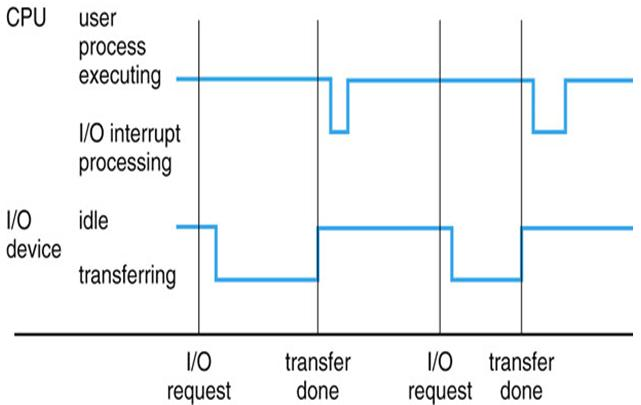 CPU
user
process
executing
I/O interrupt
processing
I/O
device
idle
transferring
I/O
request
transfer
done
I/O
request
transfer
done